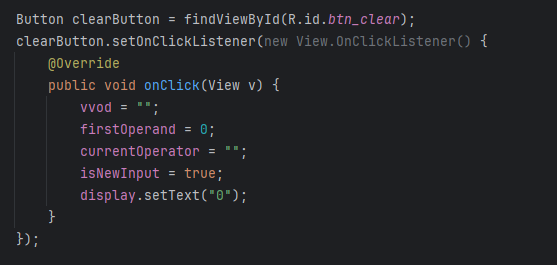 Button clearButton = findViewById(R.id.btn_clear);
clearButton.setOnClickListener(new View.OnClickListener() {
    @Override
    public void onClick(View v) {
        vvod = "";
        firstOperand = 0;
        currentOperator = "";
        isNewInput = true;
        display.setText("0");
    }
});